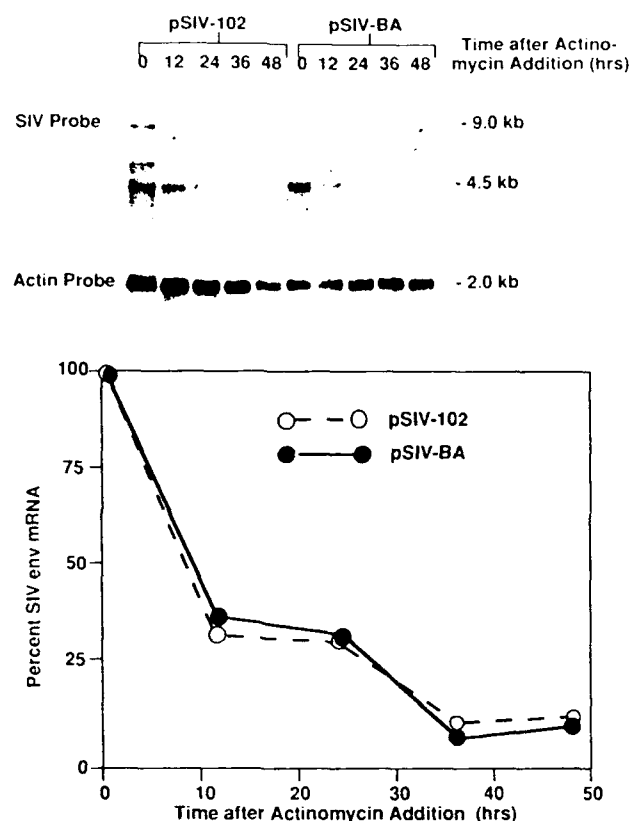 pSIV-102 pSIV-BA
Time after Actino-
0 12 24 36 48 0 12 24 36 48 mycin Addition (hrs)
SIV Probe - 9.0 kb
- 4.5 kb
Actin Probe - 2.0 kb
100
75
50
25
0
Percent SIV env mRNA
pSIV-102
pSIV-BA
0 10 20 30 40 50
Time after Actinomycin Addition (hrs)